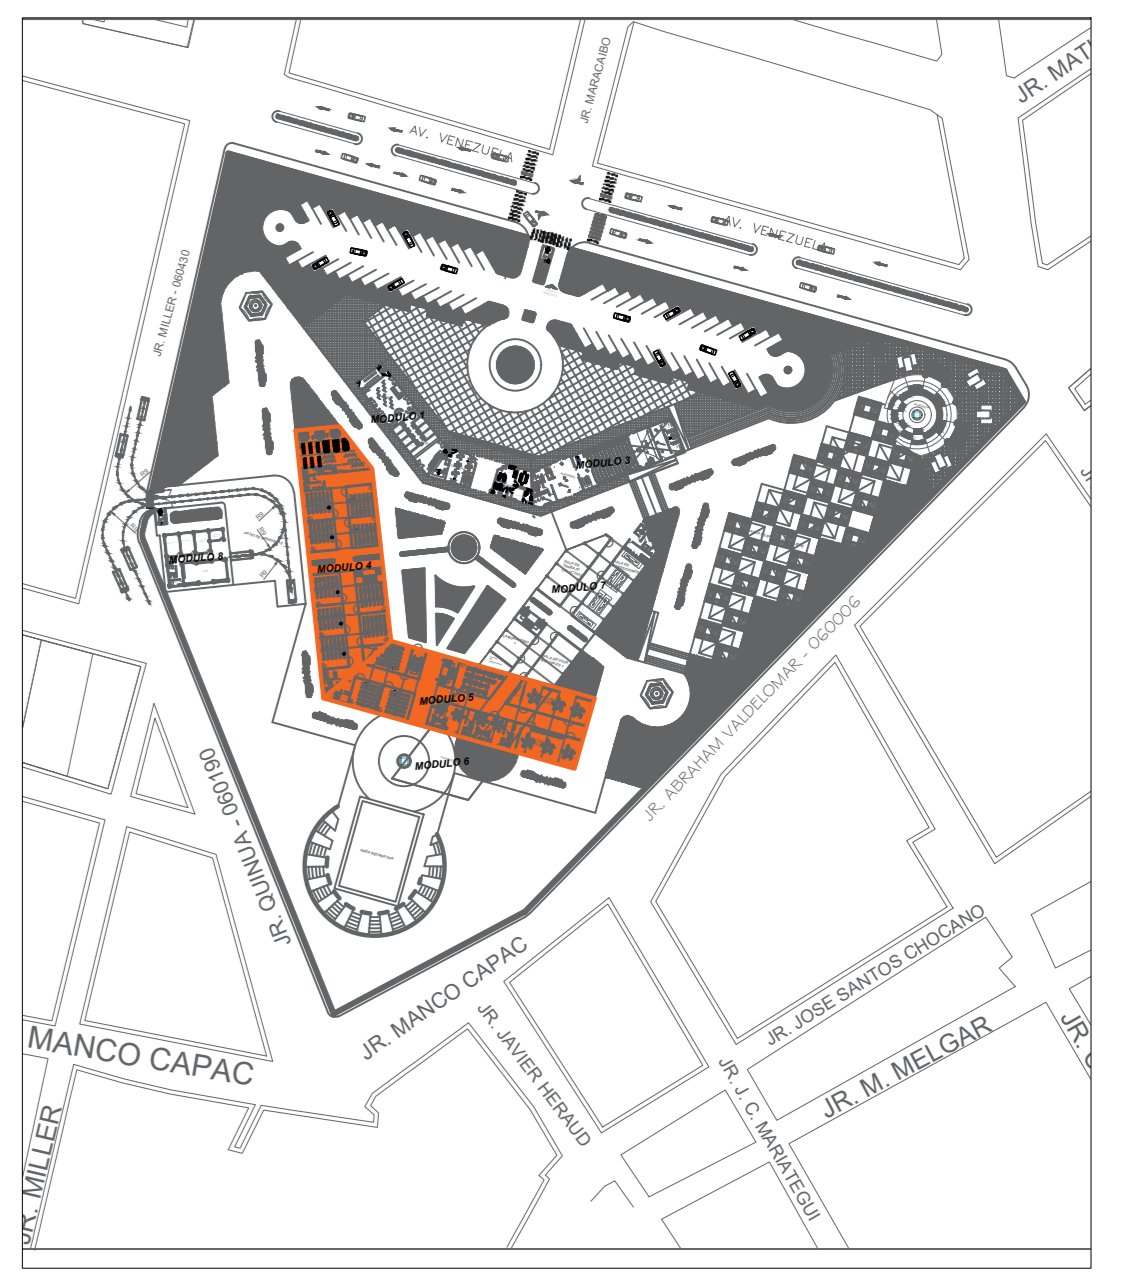 JR. MATI
JR. MARACAIBO
AV. VENEZUELA
AV. VENEZUELA
JR. MILLER - 060430
MODULO 1
MODULO 3
MODULO 8
MODULO 4
MODULO 7
MODULO 5
MODULO 6
JR. ABRAHAM VALDELOMAR - 060006
JR. QUINUA - 060190
JR. MANCO CAPAC
JR. JOSE SANTOS CHOCANO
MANCO CAPAC
JR. JAVIER HERAUD
JR. M. MELGAR
JR. J. C. MARIATEGUI
JR. MILLER